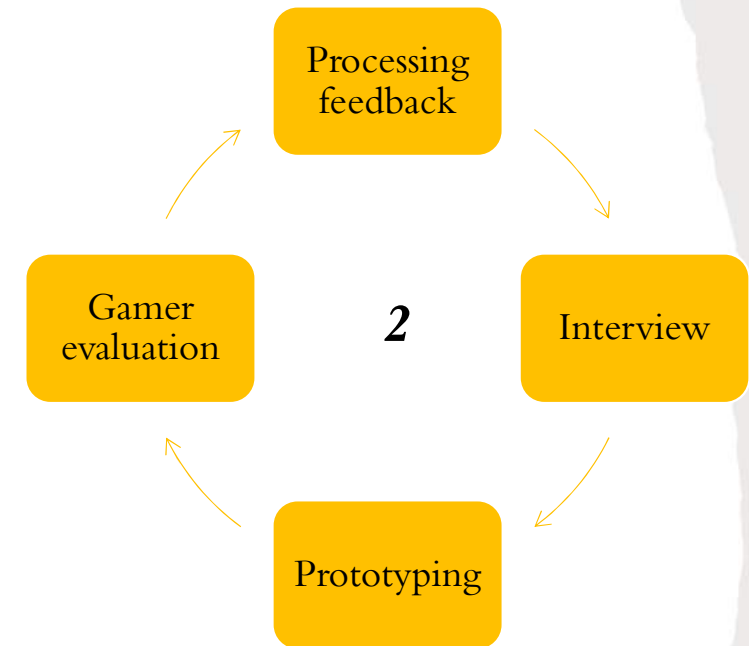 Processing
feedback
Gamer
evaluation
2
Interview
Prototyping